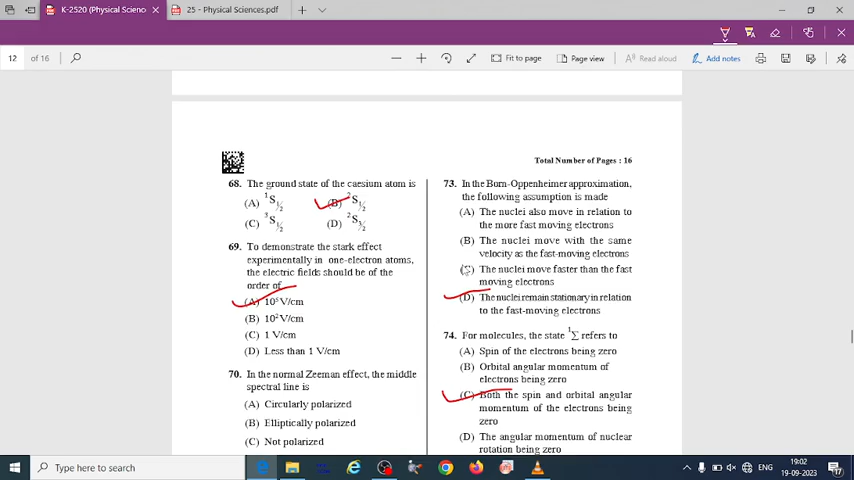 K-2520 (Physical Scienc
25 - Physical Sciences.pdf
12 of 16
Fit to page
Page view
Read aloud
Add notes
Total Number of Pages : 16
68. The ground state of the caesium atom is
(A) ¹S₁/₂ (B) ²S₁/₂
(C) ³S₁/₂ (D) ²S₃/₂
69. To demonstrate the stark effect
experimentally in one-electron atoms,
the electric fields should be of the
order of
(A) 10⁵ V/cm
(B) 10² V/cm
(C) 1 V/cm
(D) Less than 1 V/cm
70. In the normal Zeeman effect, the middle
spectral line is
(A) Circularly polarized
(B) Elliptically polarized
(C) Not polarized
73. In the Born-Oppenheimer approximation,
the following assumption is made
(A) The nuclei also move in relation to
the more fast moving electrons
(B) The nuclei move with the same
velocity as the fast-moving electrons
(C) The nuclei move faster than the fast
moving electrons
(D) The nuclei remain stationary in relation
to the fast-moving electrons
74. For molecules, the state ¹Σ refers to
(A) Spin of the electrons being zero
(B) Orbital angular momentum of
electrons being zero
(C) Both the spin and orbital angular
momentum of the electrons being
zero
(D) The angular momentum of nuclear
rotation being zero
Type here to search
ENG
19:02
19-09-2023